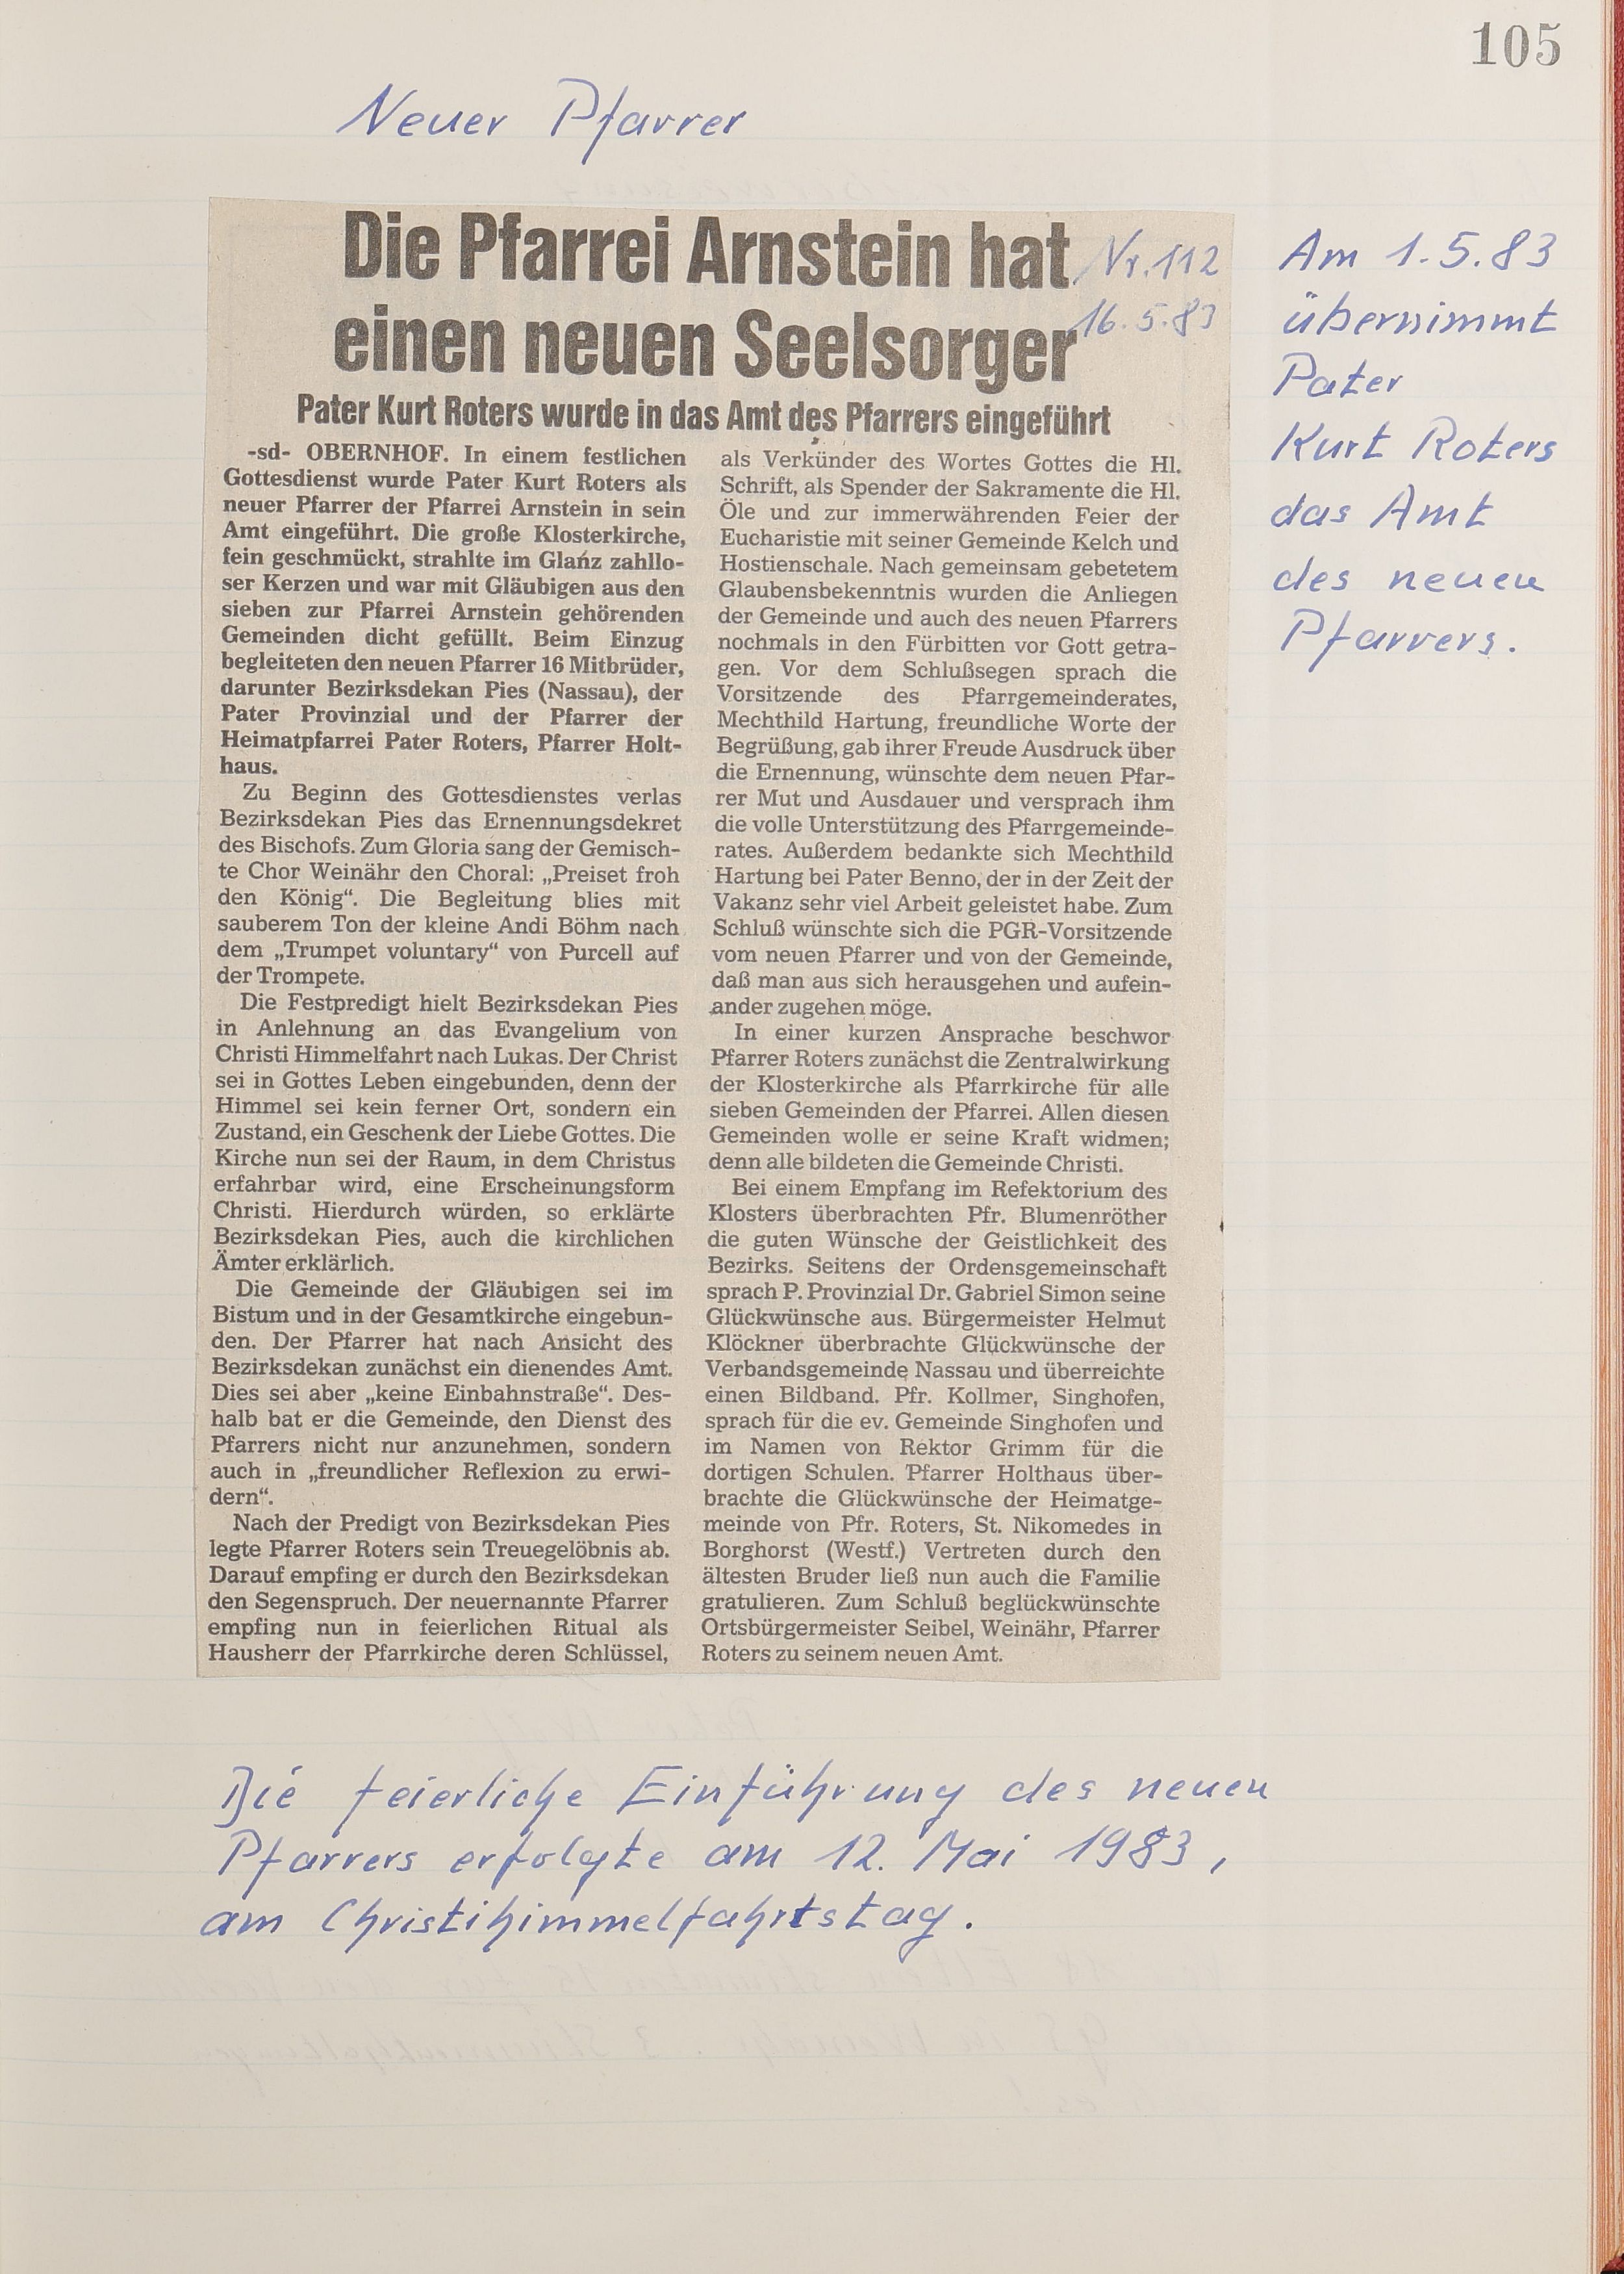 105
Neuer Pfarrer
Die Pfarrei Arnstein hat
einen neuen Seelsorger
Nr. 112
16.5.83
Pater Kurt Roters wurde in das Amt des Pfarrers eingeführt
-sd- OBERNHOF. In einem festlichen
Gottesdienst wurde Pater Kurt Roters als
neuer Pfarrer der Pfarrei Arnstein in sein
Amt eingeführt. Die große Klosterkirche,
fein geschmückt, strahlte im Glanz zahllo-
ser Kerzen und war mit Gläubigen aus den
sieben zur Pfarrei Arnstein gehörenden
Gemeinden dicht gefüllt. Beim Einzug
begleiteten den neuen Pfarrer 16 Mitbrüder,
darunter Bezirksdekan Pies (Nassau), der
Pater Provinzial und der Pfarrer der
Heimatpfarrei Pater Roters, Pfarrer Holt-
haus.
Zu Beginn des Gottesdienstes verlas
Bezirksdekan Pies das Ernennungsdekret
des Bischofs. Zum Gloria sang der Gemisch-
te Chor Weinähr den Choral: „Preiset froh
den König“. Die Begleitung blies mit
sauberem Ton der kleine Andi Böhm nach
dem „Trumpet voluntary“ von Purcell auf
der Trompete.
Die Festpredigt hielt Bezirksdekan Pies
in Anlehnung an das Evangelium von
Christi Himmelfahrt nach Lukas. Der Christ
sei in Gottes Leben eingebunden, denn der
Himmel sei kein ferner Ort, sondern ein
Zustand, ein Geschenk der Liebe Gottes. Die
Kirche nun sei der Raum, in dem Christus
erfahrbar wird, eine Erscheinungsform
Christi. Hierdurch würden, so erklärte
Bezirksdekan Pies, auch die kirchlichen
Ämter erklärlich.
Die Gemeinde der Gläubigen sei im
Bistum und in der Gesamtkirche eingebun-
den. Der Pfarrer hat nach Ansicht des
Bezirksdekan zunächst ein dienendes Amt.
Dies sei aber „keine Einbahnstraße“. Des-
halb bat er die Gemeinde, den Dienst des
Pfarrers nicht nur anzunehmen, sondern
auch in „freundlicher Reflexion zu erwi-
dern“.
Nach der Predigt von Bezirksdekan Pies
legte Pfarrer Roters sein Treuegelöbnis ab.
Darauf empfing er durch den Bezirksdekan
den Segenspruch. Der neuernannte Pfarrer
empfing nun in feierlichen Ritual als
Hausherr der Pfarrkirche deren Schlüssel,
als Verkünder des Wortes Gottes die Hl.
Schrift, als Spender der Sakramente die Hl.
Öle und zur immerwährenden Feier der
Eucharistie mit seiner Gemeinde Kelch und
Hostienschale. Nach gemeinsam gebetetem
Glaubensbekenntnis wurden die Anliegen
der Gemeinde und auch des neuen Pfarrers
nochmals in den Fürbitten vor Gott getra-
gen. Vor dem Schlußsegen sprach die
Vorsitzende des Pfarrgemeinderates,
Mechthild Hartung, freundliche Worte der
Begrüßung, gab ihrer Freude Ausdruck über
die Ernennung, wünschte dem neuen Pfar-
rer Mut und Ausdauer und versprach ihm
die volle Unterstützung des Pfarrgemeinde-
rates. Außerdem bedankte sich Mechthild
Hartung bei Pater Benno, der in der Zeit der
Vakanz sehr viel Arbeit geleistet habe. Zum
Schluß wünschte sich die PGR-Vorsitzende
vom neuen Pfarrer und von der Gemeinde,
daß man aus sich herausgehen und aufein-
ander zugehen möge.
In einer kurzen Ansprache beschwor
Pfarrer Roters zunächst die Zentralwirkung
der Klosterkirche als Pfarrkirche für alle
sieben Gemeinden der Pfarrei. Allen diesen
Gemeinden wolle er seine Kraft widmen;
denn alle bildeten die Gemeinde Christi.
Bei einem Empfang im Refektorium des
Klosters überbrachten Pfr. Blumenröther
die guten Wünsche der Geistlichkeit des
Bezirks. Seitens der Ordensgemeinschaft
sprach P. Provinzial Dr. Gabriel Simon seine
Glückwünsche aus. Bürgermeister Helmut
Klöckner überbrachte Glückwünsche der
Verbandsgemeinde Nassau und überreichte
einen Bildband. Pfr. Kollmer, Singhofen,
sprach für die ev. Gemeinde Singhofen und
im Namen von Rektor Grimm für die
dortigen Schulen. Pfarrer Holthaus über-
brachte die Glückwünsche der Heimatge-
meinde von Pfr. Roters, St. Nikomedes in
Borghorst (Westf.) Vertreten durch den
ältesten Bruder ließ nun auch die Familie
gratulieren. Zum Schluß beglückwünschte
Ortsbürgermeister Seibel, Weinähr, Pfarrer
Roters zu seinem neuen Amt.
Am 1.5.83
übernimmt
Pater
Kurt Roters
das Amt
des neuen
Pfarrers.
Die feierliche Einführung des neuen
Pfarrers erfolgte am 12. Mai 1983,
am Christihimmelfahrtstag.